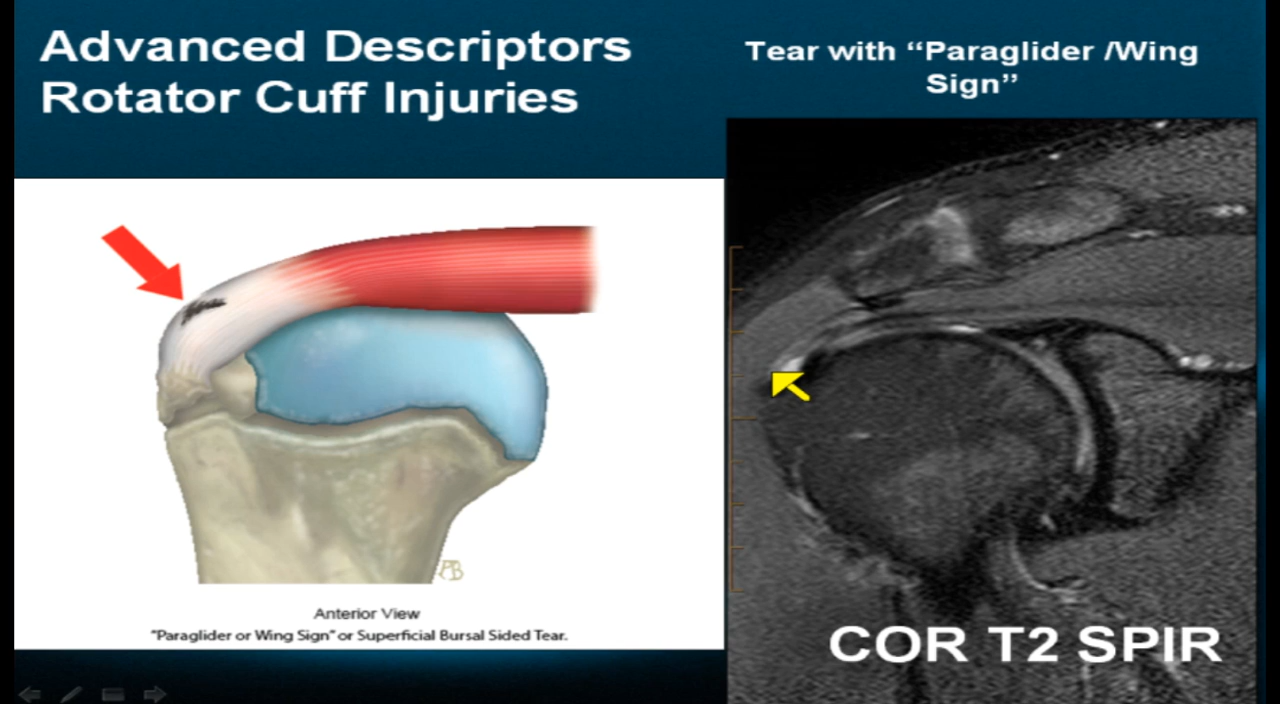 Advanced Descriptors
Rotator Cuff Injuries
Tear with “Paraglider /Wing
Sign”
Anterior View
"Paraglider or Wing Sign" or Superficial Bursal Sided Tear.
COR T2 SPIR